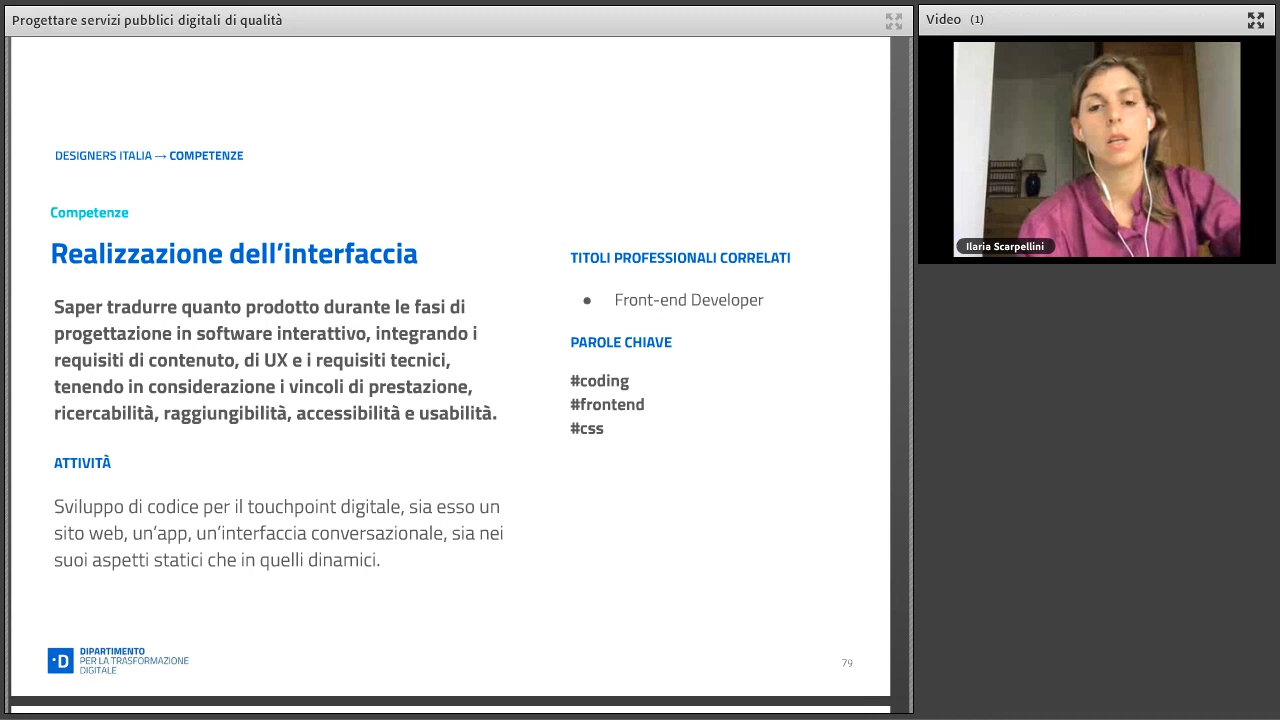 Progettare servizi pubblici digitali di qualità
Video (1)
Ilaria Scarpellini
DESIGNERS ITALIA → COMPETENZE
Competenze
Realizzazione dell’interfaccia
Saper tradurre quanto prodotto durante le fasi di
progettazione in software interattivo, integrando i
requisiti di contenuto, di UX e i requisiti tecnici,
tenendo in considerazione i vincoli di prestazione,
ricercabilità, raggiungibilità, accessibilità e usabilità.
ATTIVITÀ
Sviluppo di codice per il touchpoint digitale, sia esso un
sito web, un’app, un’interfaccia conversazionale, sia nei
suoi aspetti statici che in quelli dinamici.
TITOLI PROFESSIONALI CORRELATI
● Front-end Developer
PAROLE CHIAVE
#coding
#frontend
#css
·D
DIPARTIMENTO
PER LA TRASFORMAZIONE
DIGITALE
79